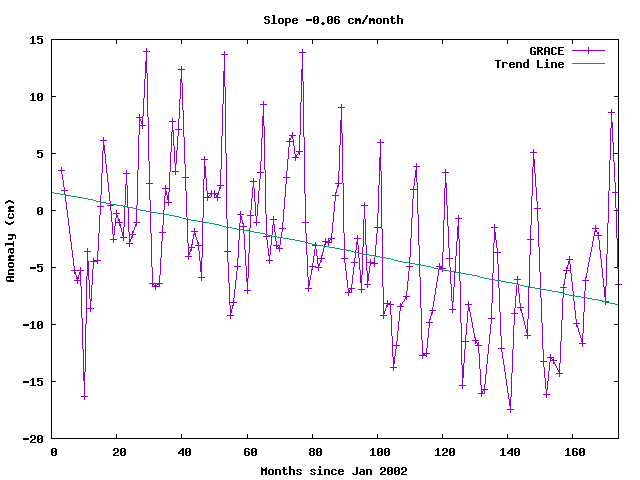 Slope -0.06 cm/month
GRACE
Trend Line
15
10
5
0
-5
-10
-15
-20
Anomaly (cm)
0 20 40 60 80 100 120 140 160
Months since Jan 2002